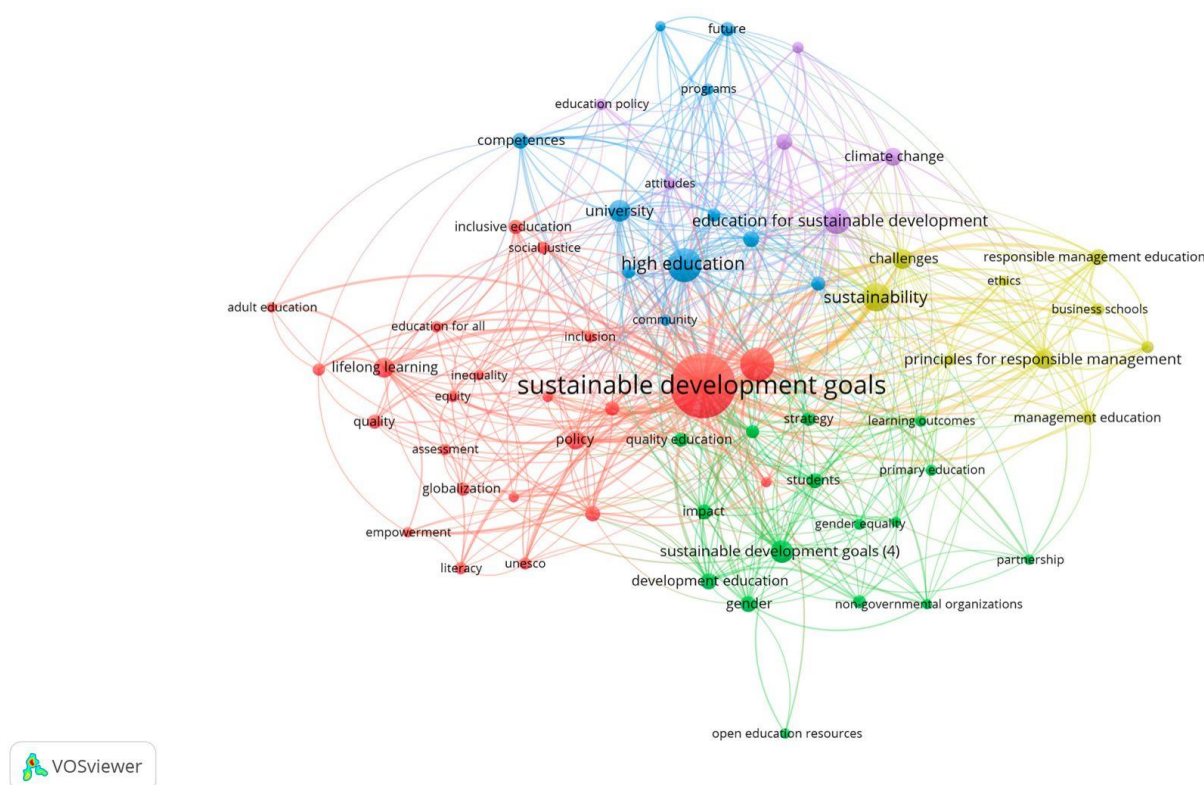 future
programs
education policy
competences
climate change
attitudes
university
education for sustainable development
inclusive education
social justice
high education
challenges
responsible management education
ethics
sustainability
adult education
business schools
community
education for all
inclusion
principles for responsible management
lifelong learning
inequality
sustainable development goals
equity
quality
strategy
learning outcomes
management education
policy
quality education
assessment
primary education
students
globalization
impact
gender equality
empowerment
sustainable development goals (4)
partnership
literacy
unesco
development education
gender
non-governmental organizations
open education resources
VOSviewer